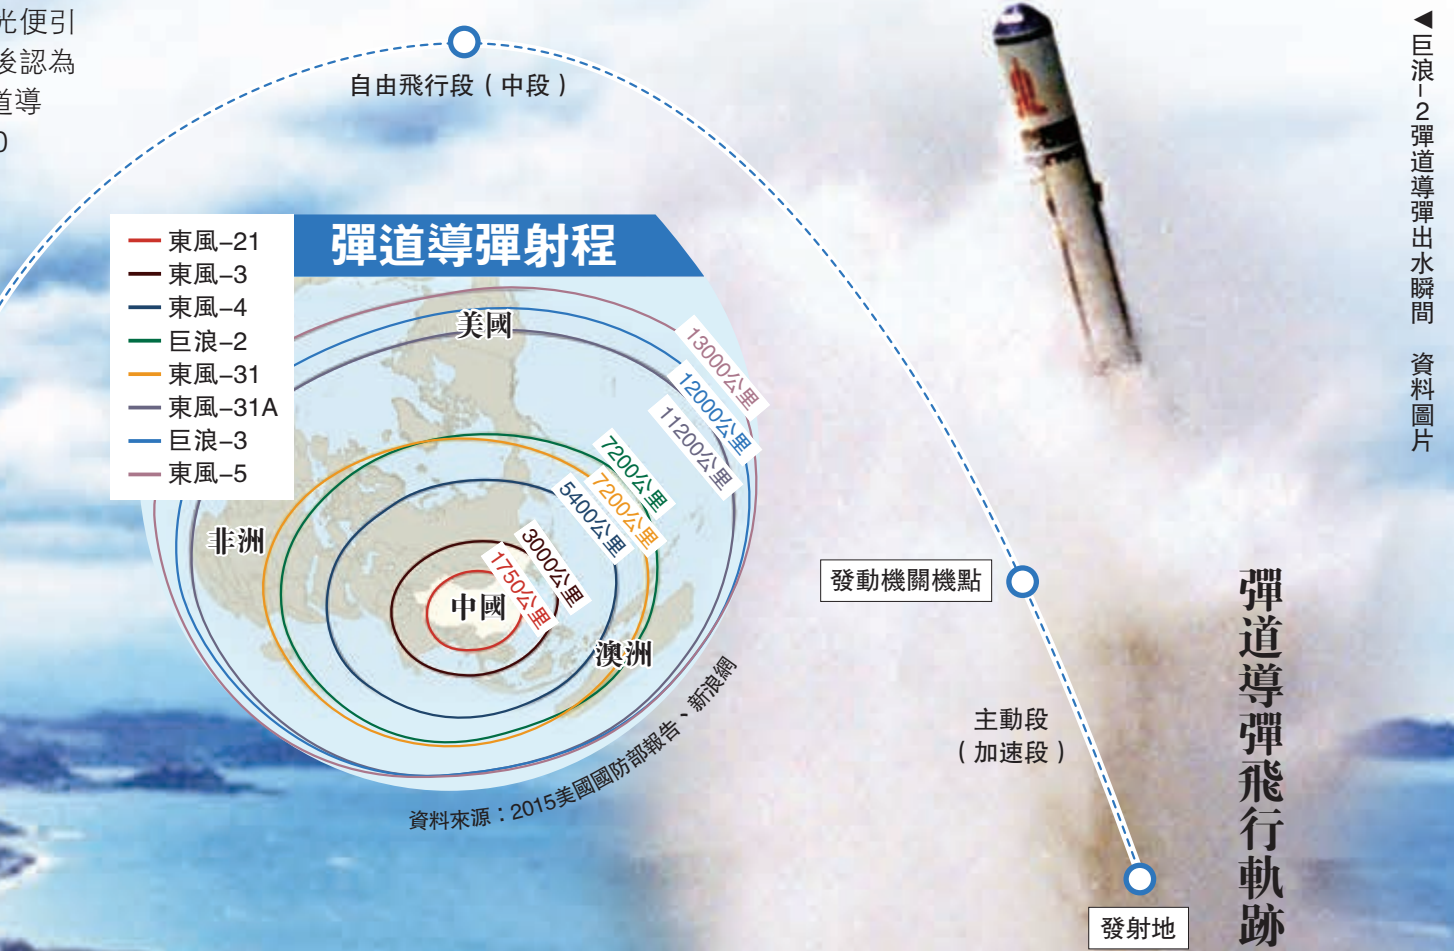 光便引
後認為
道導
0
自由飛行段（中段）
彈道導彈射程
東風-21
東風-3
東風-4
巨浪-2
東風-31
東風-31A
巨浪-3
東風-5
美國
非洲
中國
澳洲
13000公里
12000公里
11200公里
7200公里
7200公里
5400公里
3000公里
1750公里
資料來源：2015美國國防部報告、新浪網
發動機關機點
主動段
（加速段）
發射地
彈道導彈飛行軌跡
◀巨浪-2彈道導彈出水瞬間　資料圖片